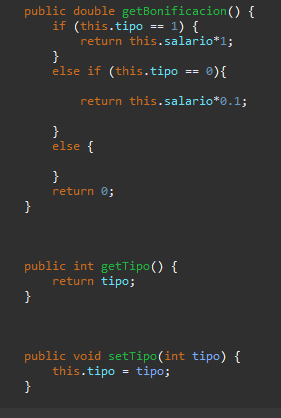 public double getBonificacion() {
if (this.tipo == 1) {
return this.salario*1;
}
else if (this.tipo == 0){
return this.salario*0.1;
}
else {
}
return 0;
}
public int getTipo() {
return tipo;
}
public void setTipo(int tipo) {
this.tipo = tipo;
}